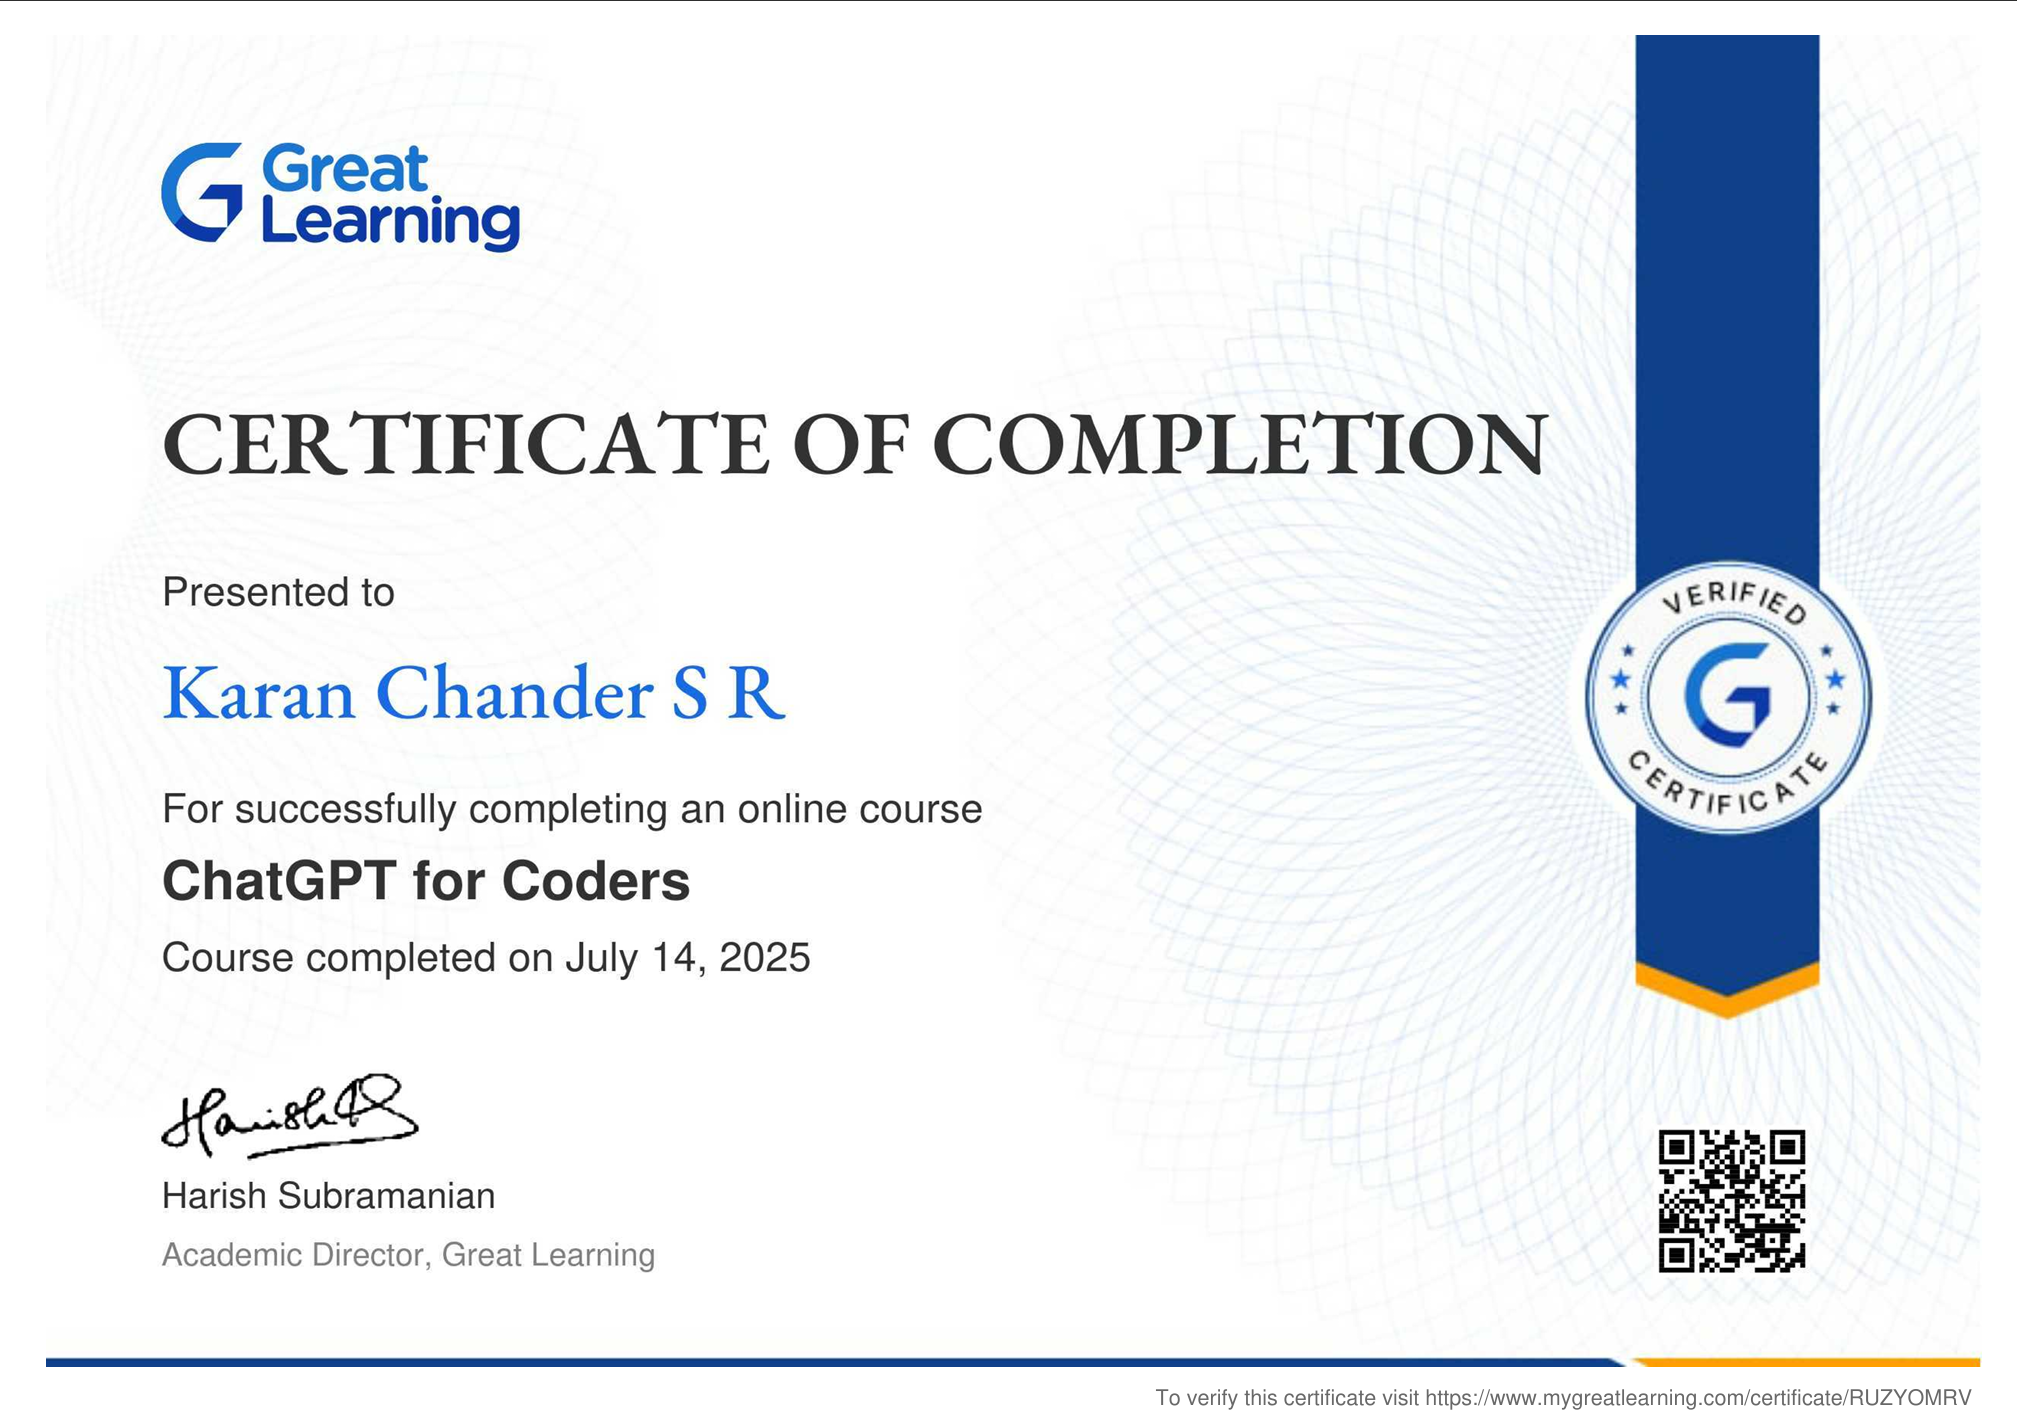 Great
Learning
CERTIFICATE OF COMPLETION
Presented to
Karan Chander S R
For successfully completing an online course
ChatGPT for Coders
Course completed on July 14, 2025
VERIFIED
CERTIFICATE
Harish
Harish Subramanian
Academic Director, Great Learning
To verify this certificate visit https://www.mygreatlearning.com/certificate/RUZYOMRV